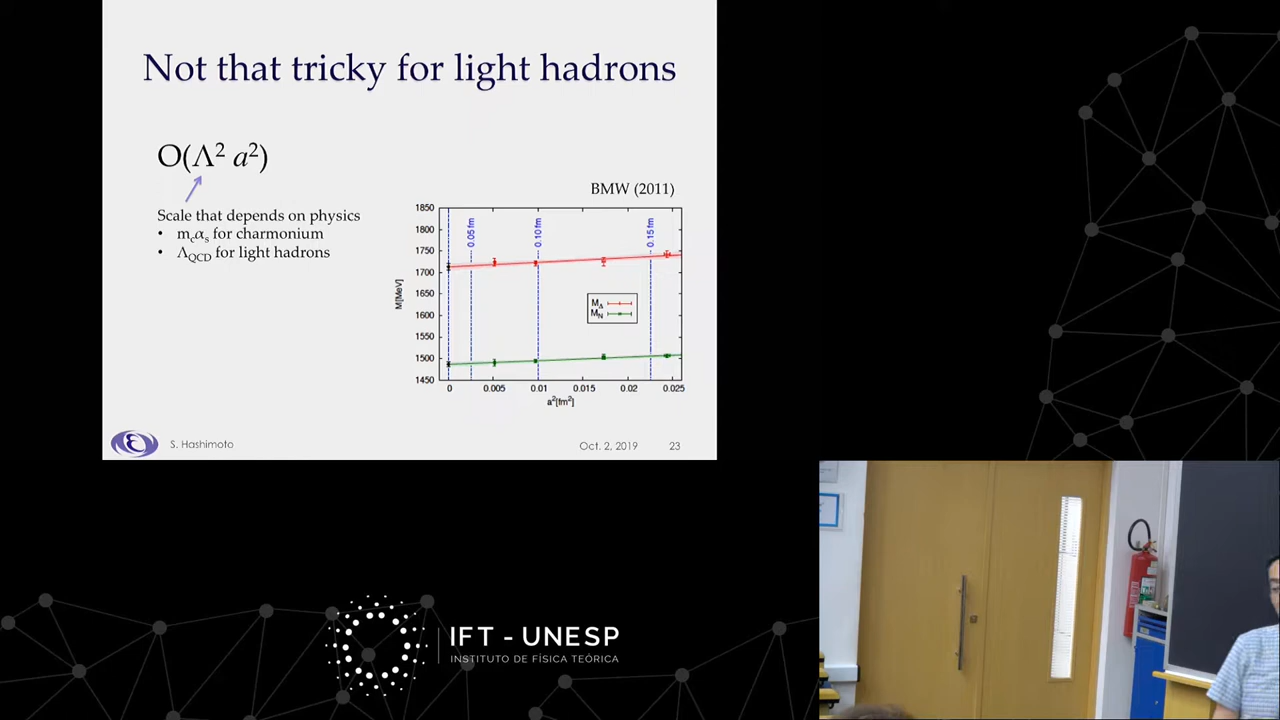 Not that tricky for light hadrons
O(Λ² a²)
Scale that depends on physics
• m_cα_s for charmonium
• Λ_QCD for light hadrons
BMW (2011)
1850
1800
1750
1700
1650
1600
1550
1500
1450
M[MeV]
0.05 fm
0.10 fm
0.15 fm
M_Δ
M_N
0 0.005 0.01 0.015 0.02 0.025
a²[fm²]
S. Hashimoto
Oct. 2, 2019 23
IFT - UNESP
INSTITUTO DE FÍSICA TEÓRICA